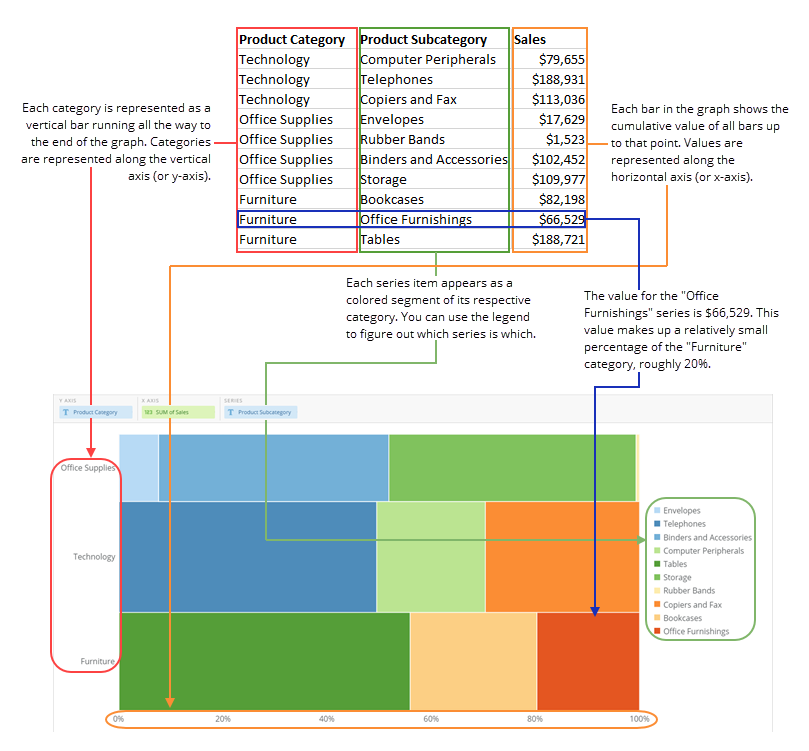 Product Category Product Subcategory Sales
Technology Computer Peripherals $79,655
Technology Telephones $188,931
Technology Copiers and Fax $113,036
Office Supplies Envelopes $17,629
Office Supplies Rubber Bands $1,523
Office Supplies Binders and Accessories $102,452
Office Supplies Storage $109,977
Furniture Bookcases $82,198
Furniture Office Furnishings $66,529
Furniture Tables $188,721
Each category is represented as a
vertical bar running all the way to
the end of the graph. Categories
are represented along the vertical
axis (or y-axis).
Each bar in the graph shows the
cumulative value of all bars up
to that point. Values are
represented along the
horizontal axis (or x-axis).
Each series item appears as a
colored segment of its respective
category. You can use the legend
to figure out which series is which.
The value for the "Office
Furnishings" series is $66,529. This
value makes up a relatively small
percentage of the "Furniture"
category, roughly 20%.
Y AXIS X AXIS SERIES
T Product Category 123 SUM of Sales T Product Subcategory
Office Supplies
Technology
Furniture
0% 20% 40% 60% 80% 100%
Envelopes
Telephones
Binders and Accessories
Computer Peripherals
Tables
Storage
Rubber Bands
Copiers and Fax
Bookcases
Office Furnishings